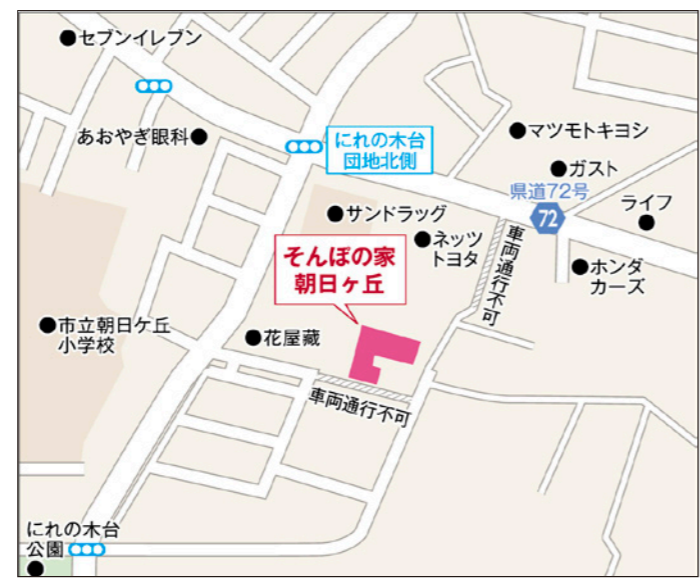 セブンイレブン
あおやぎ眼科
にれの木台
団地北側
マツモトキヨシ
ガスト
県道72号
72
ライフ
サンドラッグ
ネッツ
トヨタ
車両通行不可
ホンダ
カーズ
そんぽの家
朝日ヶ丘
市立朝日ケ丘
小学校
花屋蔵
車両通行不可
にれの木台
公園